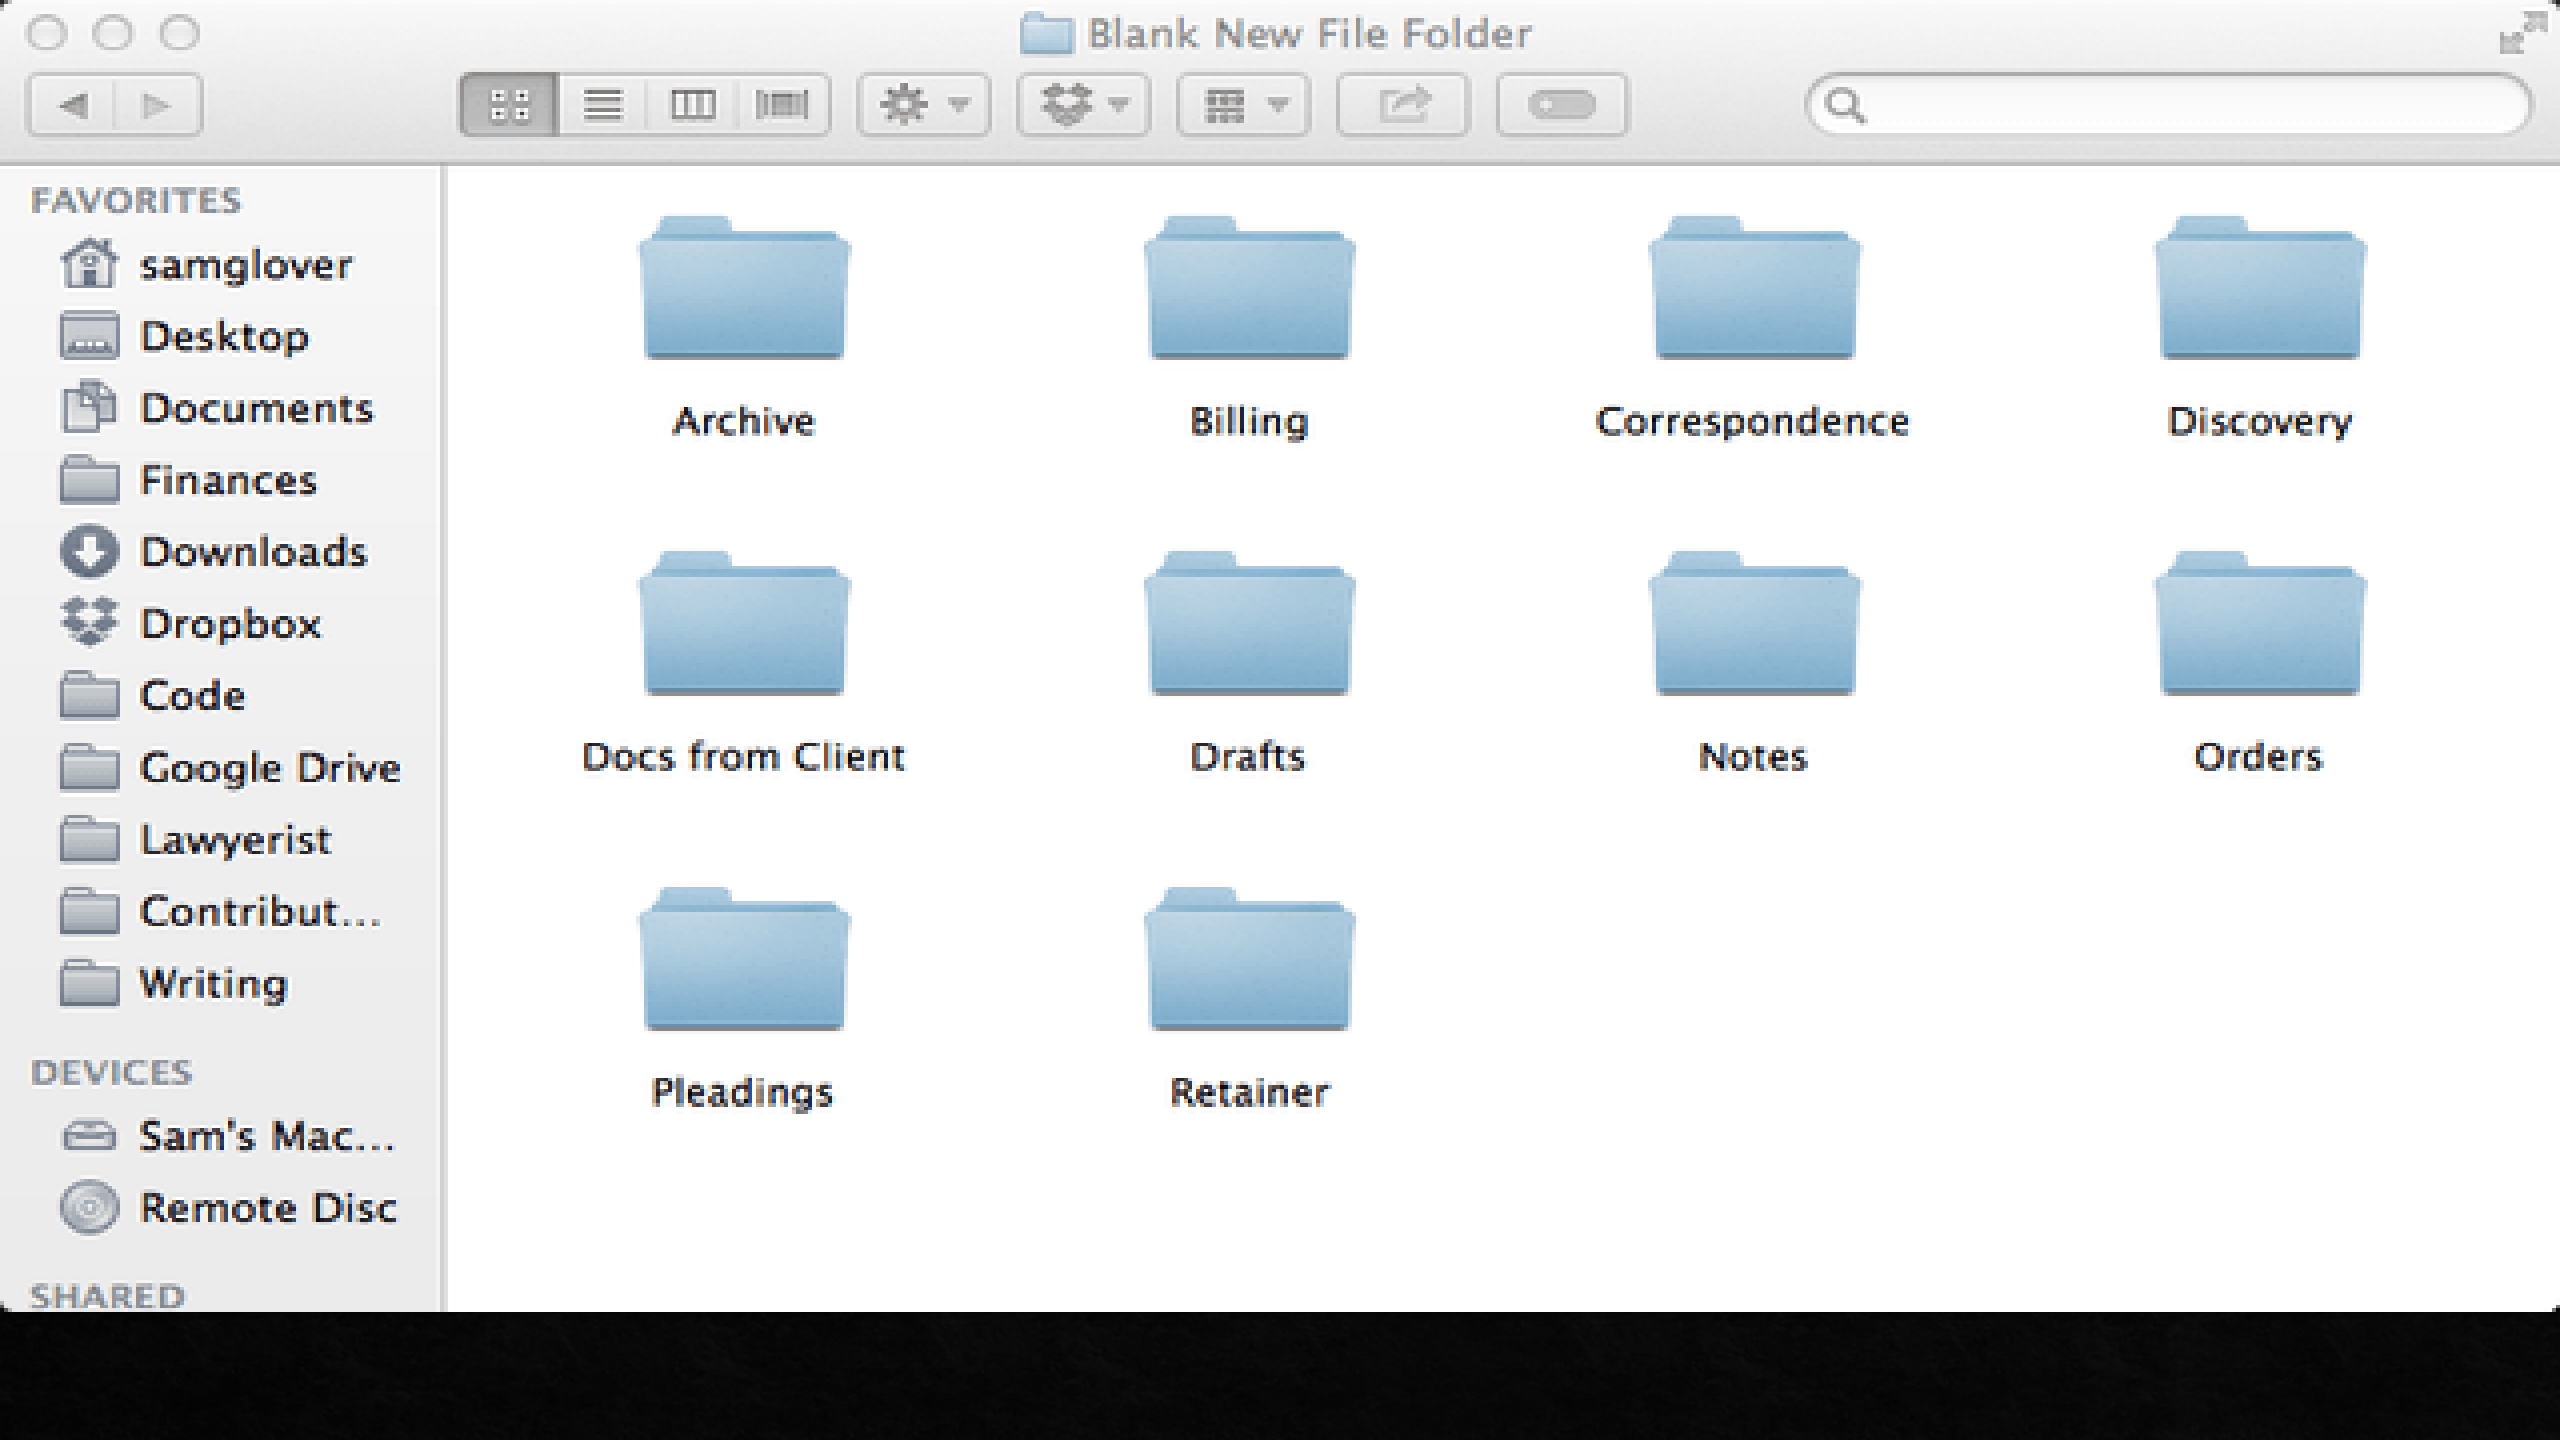 Blank New File Folder
FAVORITES
samglover
Desktop
Documents
Finances
Downloads
Dropbox
Code
Google Drive
Lawyerist
Contribut...
Writing
DEVICES
Sam's Mac...
Remote Disc
SHARED
Archive
Billing
Correspondence
Discovery
Docs from Client
Drafts
Notes
Orders
Pleadings
Retainer